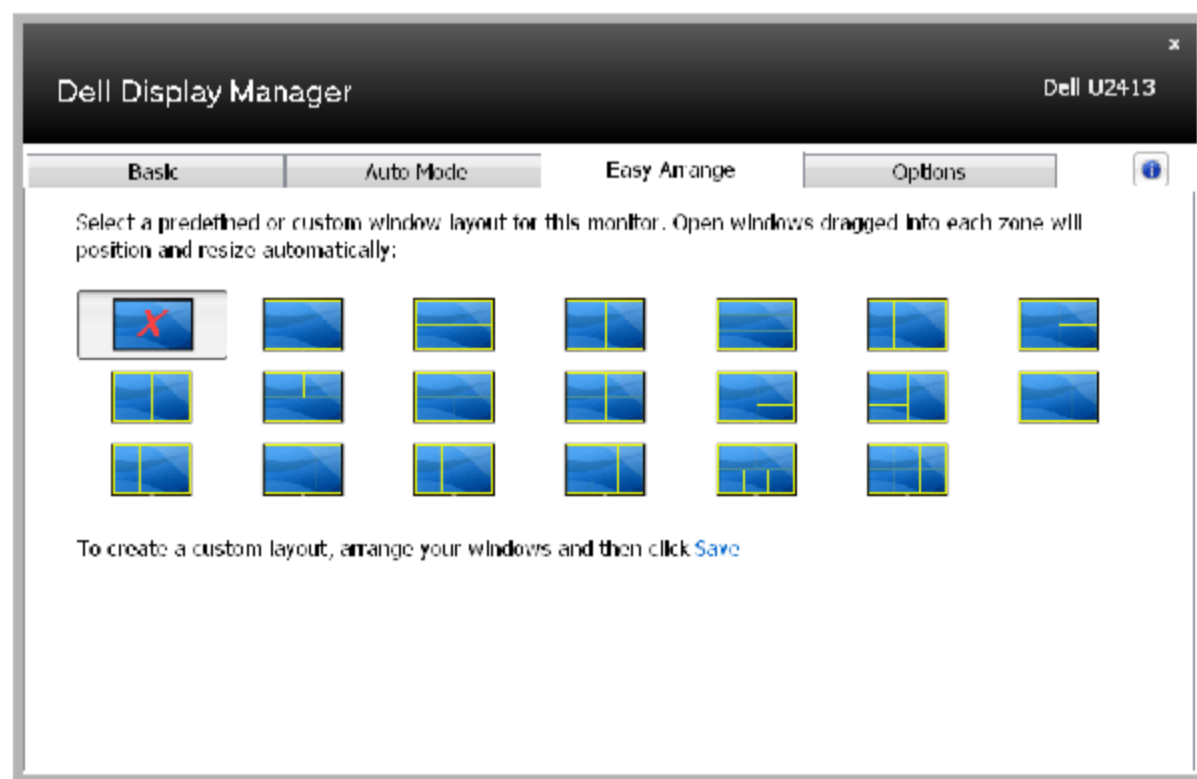 x
Dell Display Manager
Dell U2413
Basic
Auto Mode
Easy Arrange
Options
Select a predefined or custom window layout for this monitor. Open windows dragged into each zone will
position and resize automatically:
X
To create a custom layout, arrange your windows and then click Save